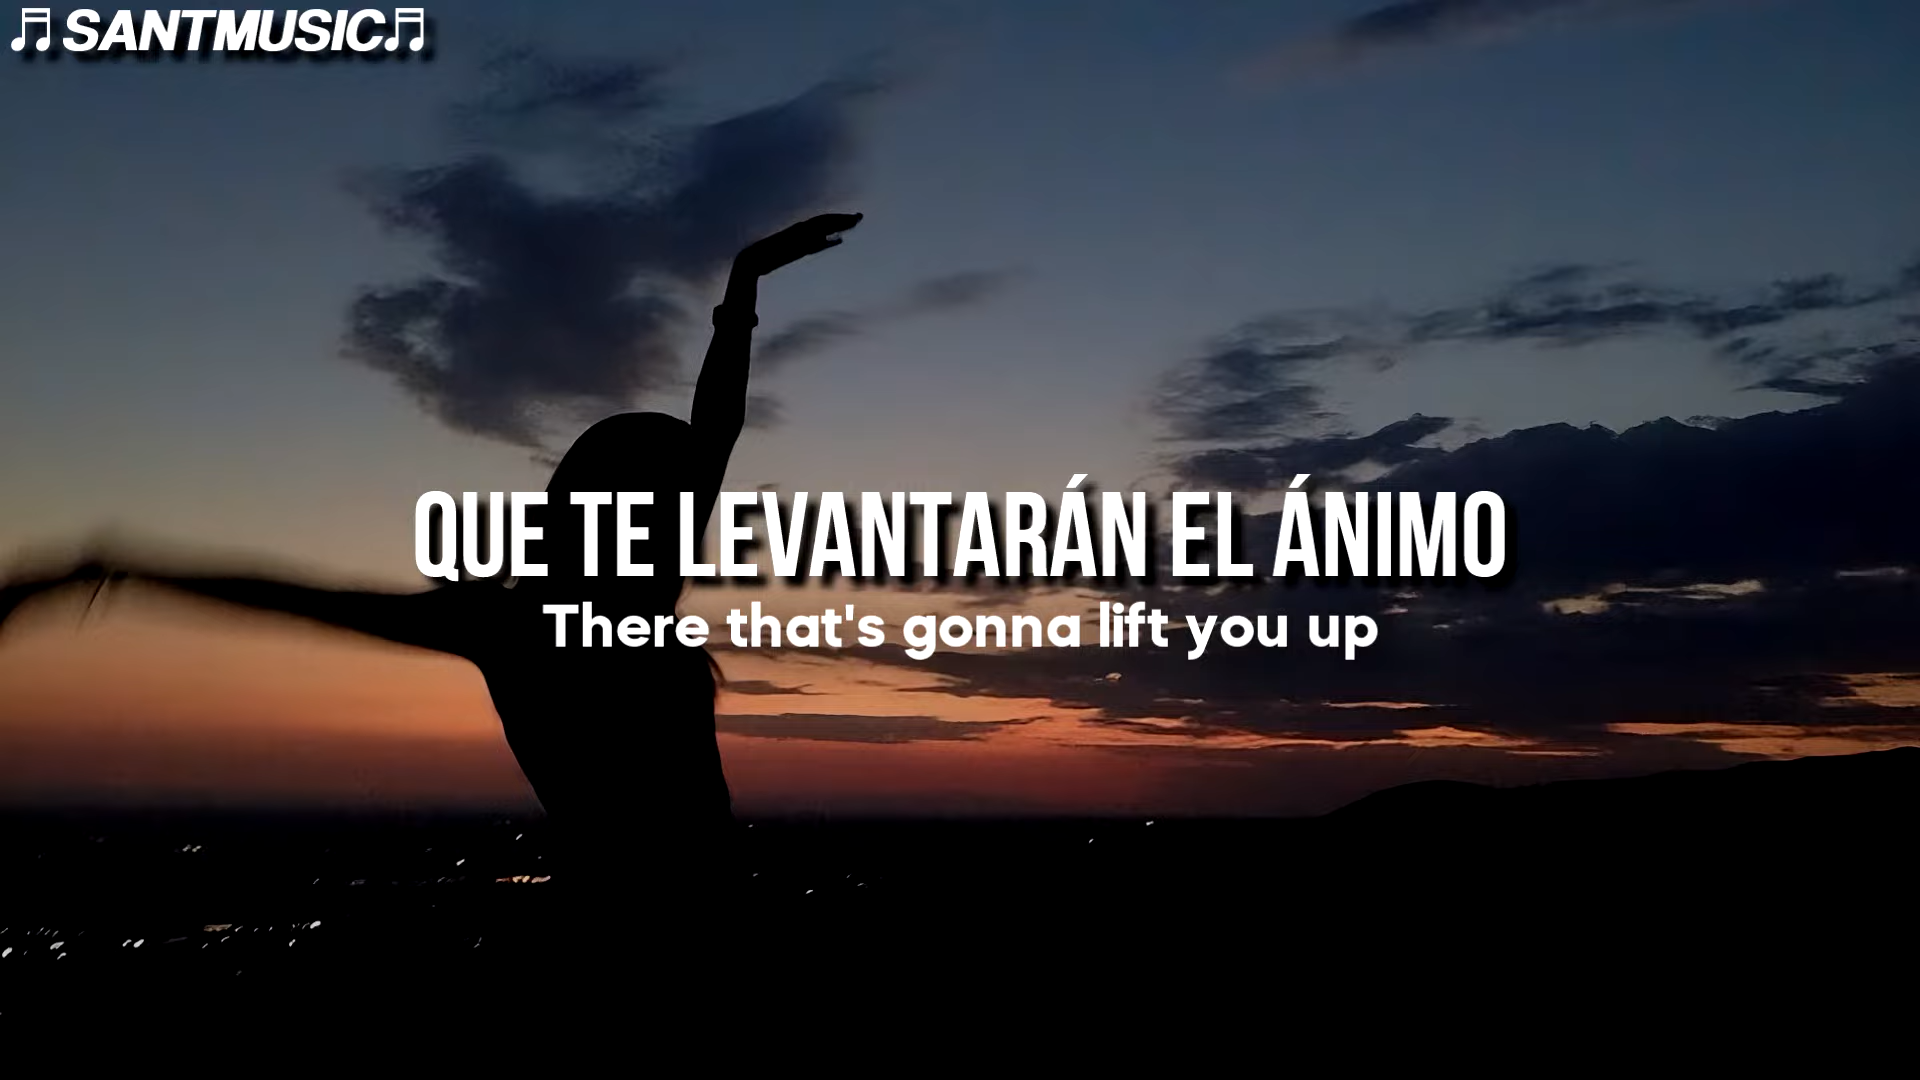 🎵SANTMUSIC🎵
QUE TE LEVANTARÁN EL ÁNIMO
There that's gonna lift you up